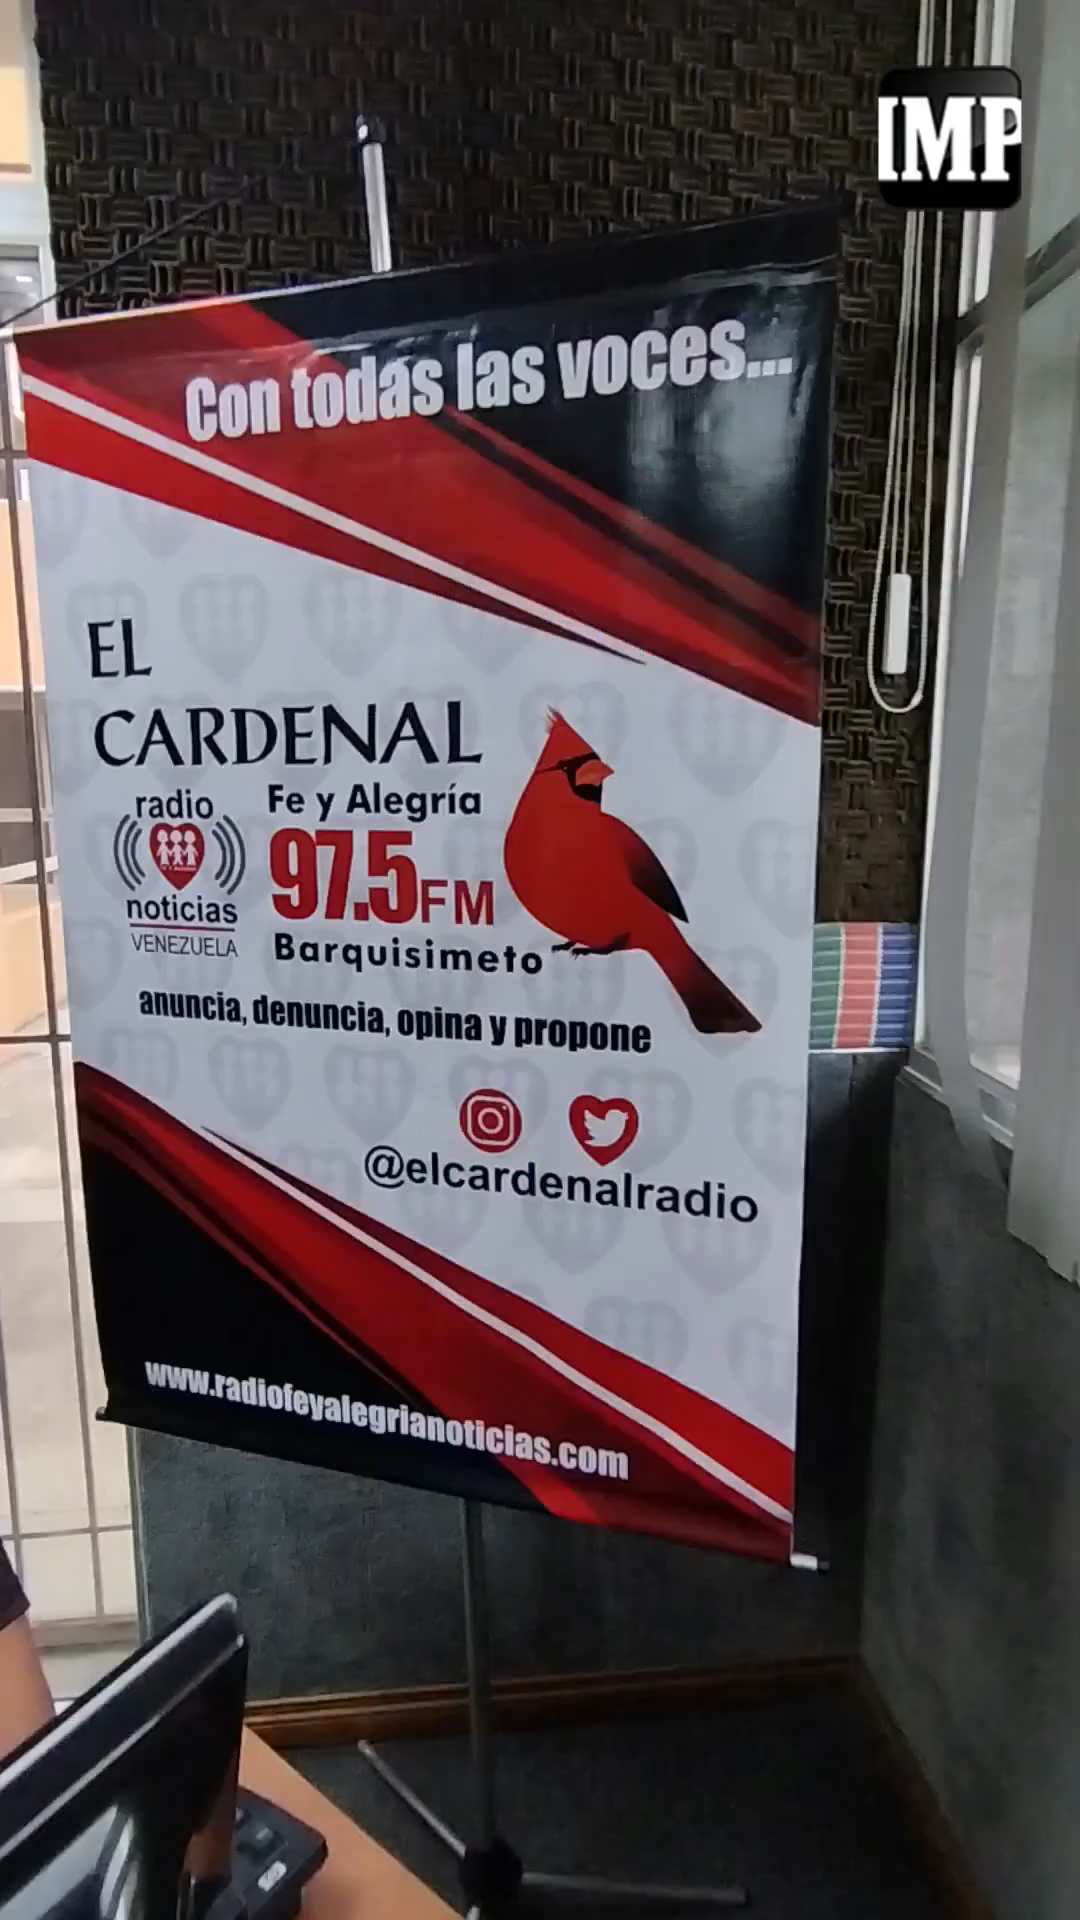 IMP
Con todas las voces...
EL
CARDENAL
radio
noticias
VENEZUELA
Fe y Alegría
97.5FM
Barquisimeto
anuncia, denuncia, opina y propone
@elcardenalradio
www.radiofeyalegrianoticias.com